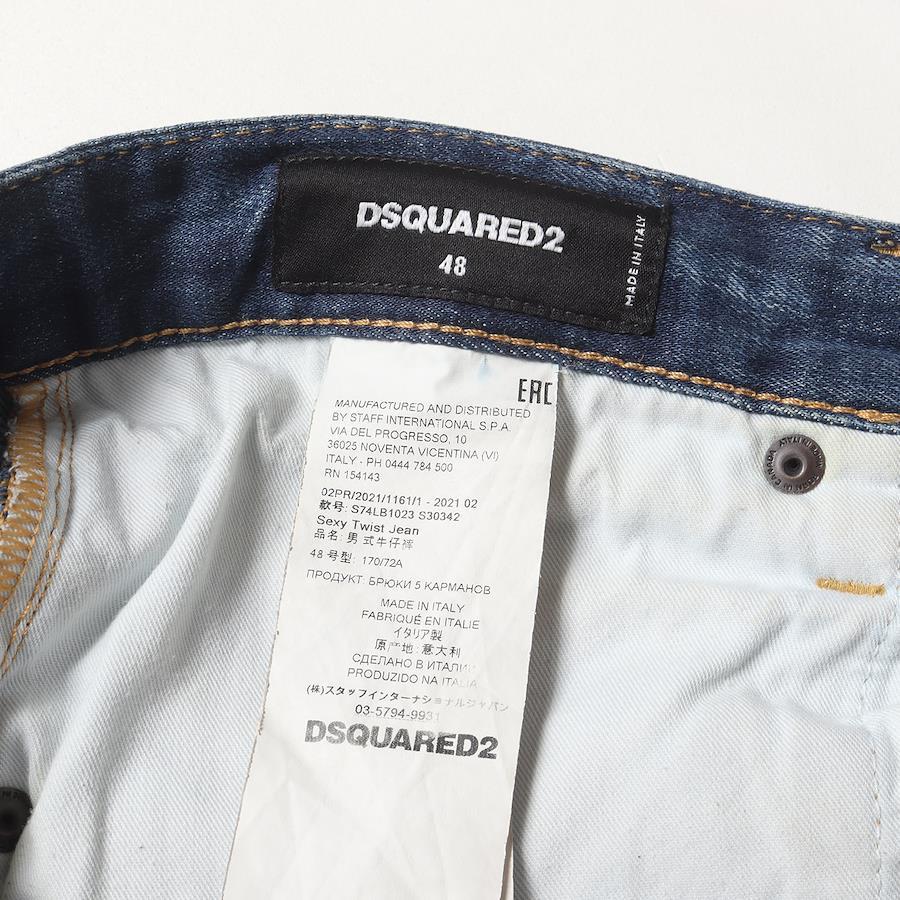 DSQUARED2
48
MADE IN ITALY
EAC
MANUFACTURED AND DISTRIBUTED
BY STAFF INTERNATIONAL S.P.A.
VIA DEL PROGRESSO, 10
36025 NOVENTA VICENTINA (VI)
ITALY - PH 0444 784 500
RN 154143
02PR/2021/1161/1 - 2021 02
款号: S74LB1023 S30342
Sexy Twist Jean
品名: 男式牛仔裤
48 号型: 170/72A
ПРОДУКТ: БРЮКИ 5 КАРМАНОВ
MADE IN ITALY
FABRIQUÉ EN ITALIE
イタリア製
原产地: 意大利
СДЕЛАНО В ИТАЛИИ
PRODUZIDO NA ITALIA
(株)スタッフインターナショナルジャパン
03-5794-9931
DSQUARED2